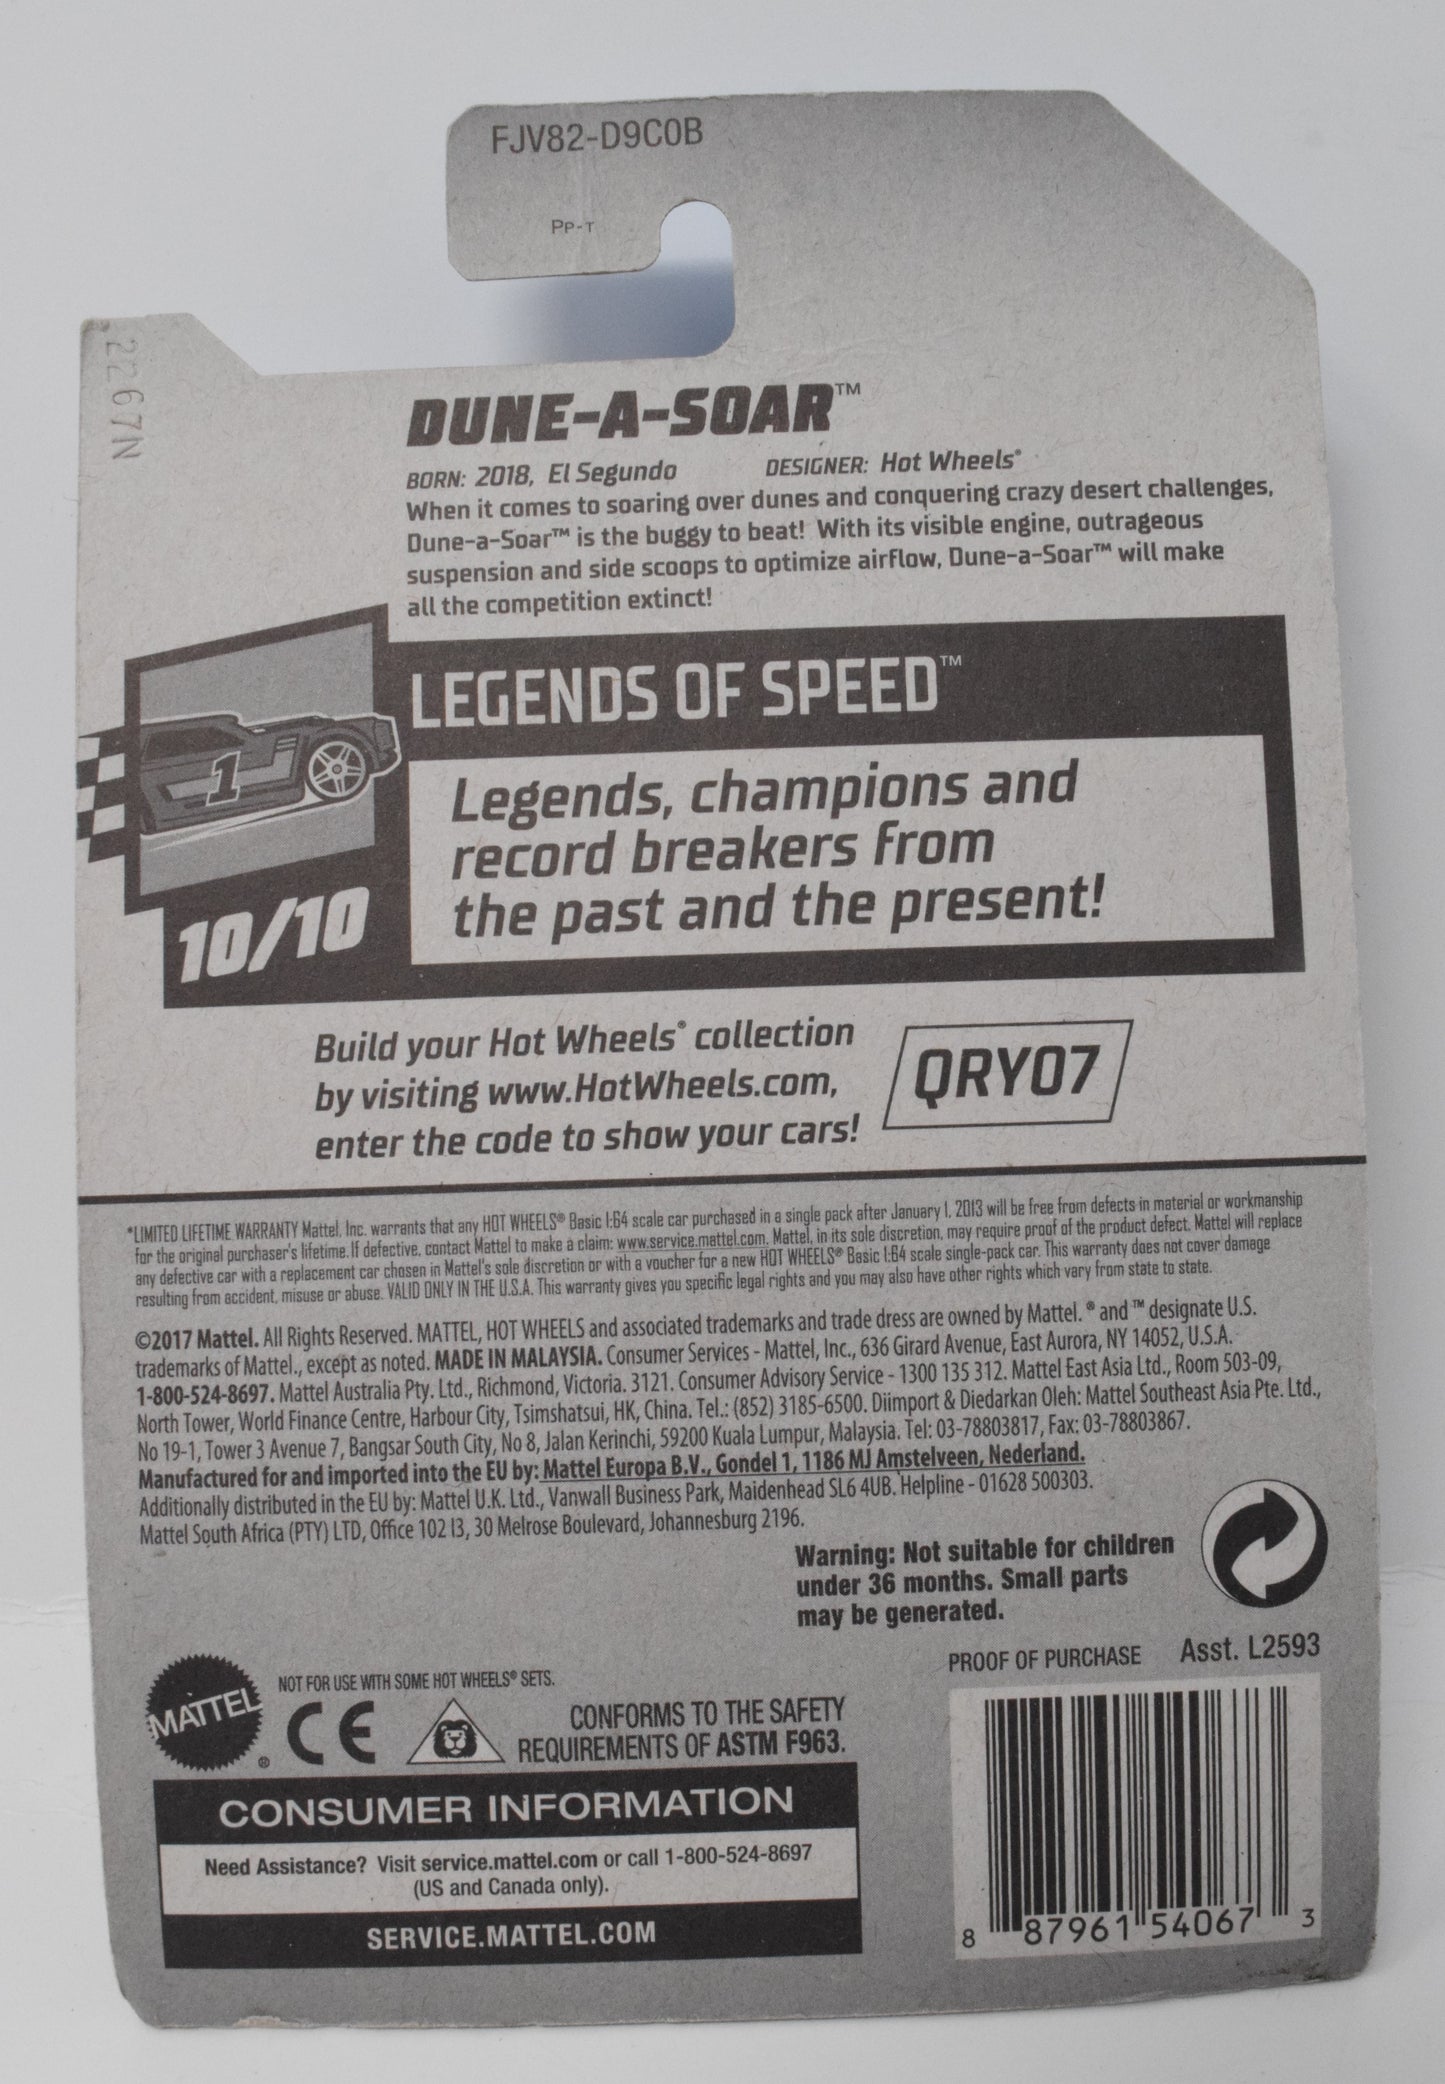 FJV82-D9C0B
Pp-T
2267N
DUNE-A-SOAR™
BORN: 2018, El Segundo DESIGNER: Hot Wheels®
When it comes to soaring over dunes and conquering crazy desert challenges,
Dune-a-Soar™ is the buggy to beat! With its visible engine, outrageous
suspension and side scoops to optimize airflow, Dune-a-Soar™ will make
all the competition extinct!
LEGENDS OF SPEED™
1
Legends, champions and
record breakers from
the past and the present!
10/10
Build your Hot Wheels® collection
by visiting www.HotWheels.com,
enter the code to show your cars!
QRY07
*LIMITED LIFETIME WARRANTY Mattel, Inc. warrants that any HOT WHEELS® Basic 1:64 scale car purchased in a single pack after January 1, 2013 will be free from defects in material or workmanship
for the original purchaser's lifetime. If defective, contact Mattel to make a claim: www.service.mattel.com. Mattel, in its sole discretion, may require proof of the product defect. Mattel will replace
any defective car with a replacement car chosen in Mattel's sole discretion or with a voucher for a new HOT WHEELS® Basic 1:64 scale single-pack car. This warranty does not cover damage
resulting from accident, misuse or abuse. VALID ONLY IN THE U.S.A. This warranty gives you specific legal rights and you may also have other rights which vary from state to state.
©2017 Mattel. All Rights Reserved. MATTEL, HOT WHEELS and associated trademarks and trade dress are owned by Mattel. ® and ™ designate U.S.
trademarks of Mattel., except as noted. MADE IN MALAYSIA. Consumer Services - Mattel, Inc., 636 Girard Avenue, East Aurora, NY 14052, U.S.A.
1-800-524-8697. Mattel Australia Pty. Ltd., Richmond, Victoria. 3121. Consumer Advisory Service - 1300 135 312. Mattel East Asia Ltd., Room 503-09,
North Tower, World Finance Centre, Harbour City, Tsimshatsui, HK, China. Tel.: (852) 3185-6500. Diimport & Diedarkan Oleh: Mattel Southeast Asia Pte. Ltd.,
No 19-1, Tower 3 Avenue 7, Bangsar South City, No 8, Jalan Kerinchi, 59200 Kuala Lumpur, Malaysia. Tel: 03-78803817, Fax: 03-78803867.
Manufactured for and imported into the EU by: Mattel Europa B.V., Gondel 1, 1186 MJ Amstelveen, Nederland.
Additionally distributed in the EU by: Mattel U.K. Ltd., Vanwall Business Park, Maidenhead SL6 4UB. Helpline - 01628 500303.
Mattel South Africa (PTY) LTD, Office 102 I3, 30 Melrose Boulevard, Johannesburg 2196.
Warning: Not suitable for children
under 36 months. Small parts
may be generated.
PROOF OF PURCHASE Asst. L2593
NOT FOR USE WITH SOME HOT WHEELS® SETS.
MATTEL ®
CE
CONFORMS TO THE SAFETY
REQUIREMENTS OF ASTM F963.
CONSUMER INFORMATION
Need Assistance? Visit service.mattel.com or call 1-800-524-8697
(US and Canada only).
SERVICE.MATTEL.COM
8 87961 54067 3